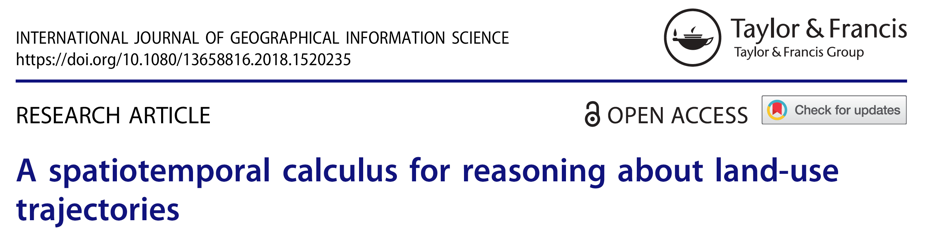 INTERNATIONAL JOURNAL OF GEOGRAPHICAL INFORMATION SCIENCE
https://doi.org/10.1080/13658816.2018.1520235
Taylor & Francis
Taylor & Francis Group
RESEARCH ARTICLE
OPEN ACCESS
Check for updates
A spatiotemporal calculus for reasoning about land-use
trajectories